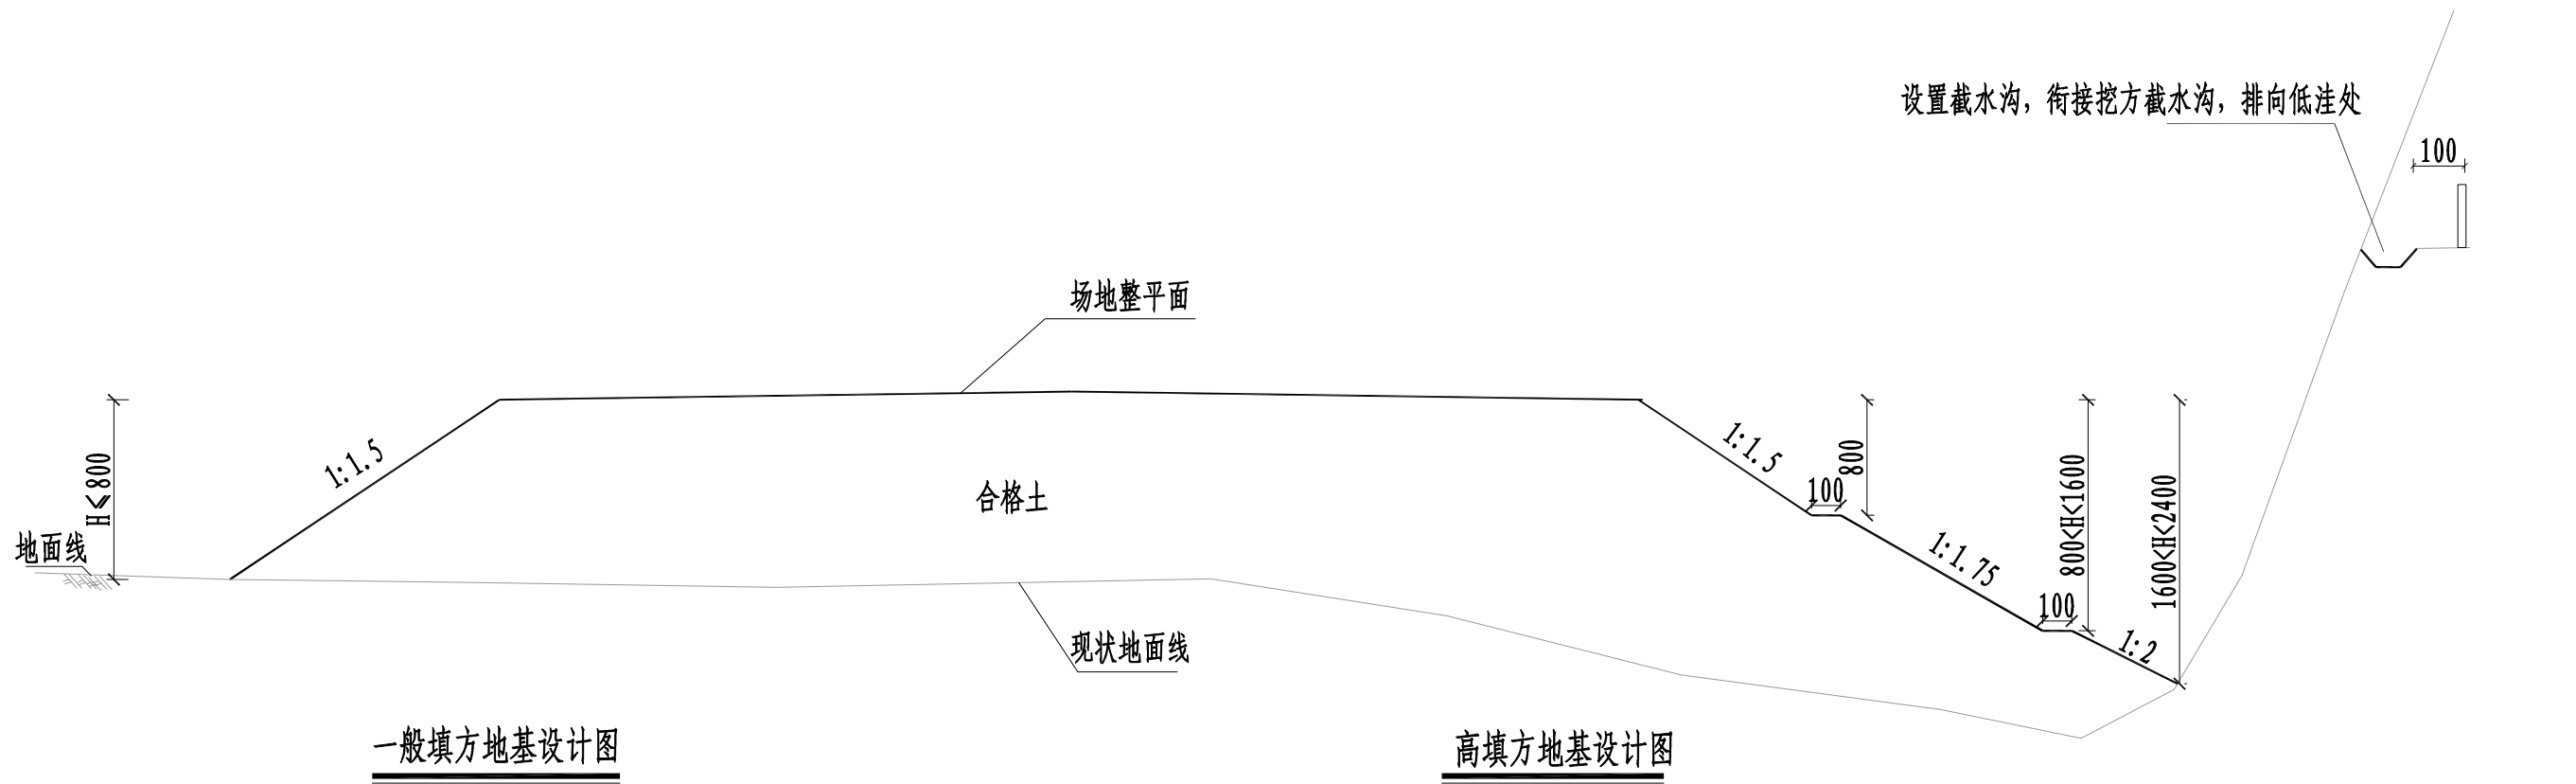 设置截水沟，衔接挖方截水沟，排向低洼处
100
场地整平面
1:1.5
H≤800
地面线
合格土
1:1.5
800
100
1:1.75
800<H<1600
1600<H<2400
100
1:2
现状地面线
一般填方地基设计图
高填方地基设计图